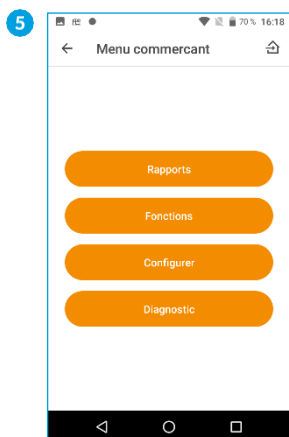 5
70 % 16:18
Menu commercant
Rapports
Fonctions
Configurer
Diagnostic